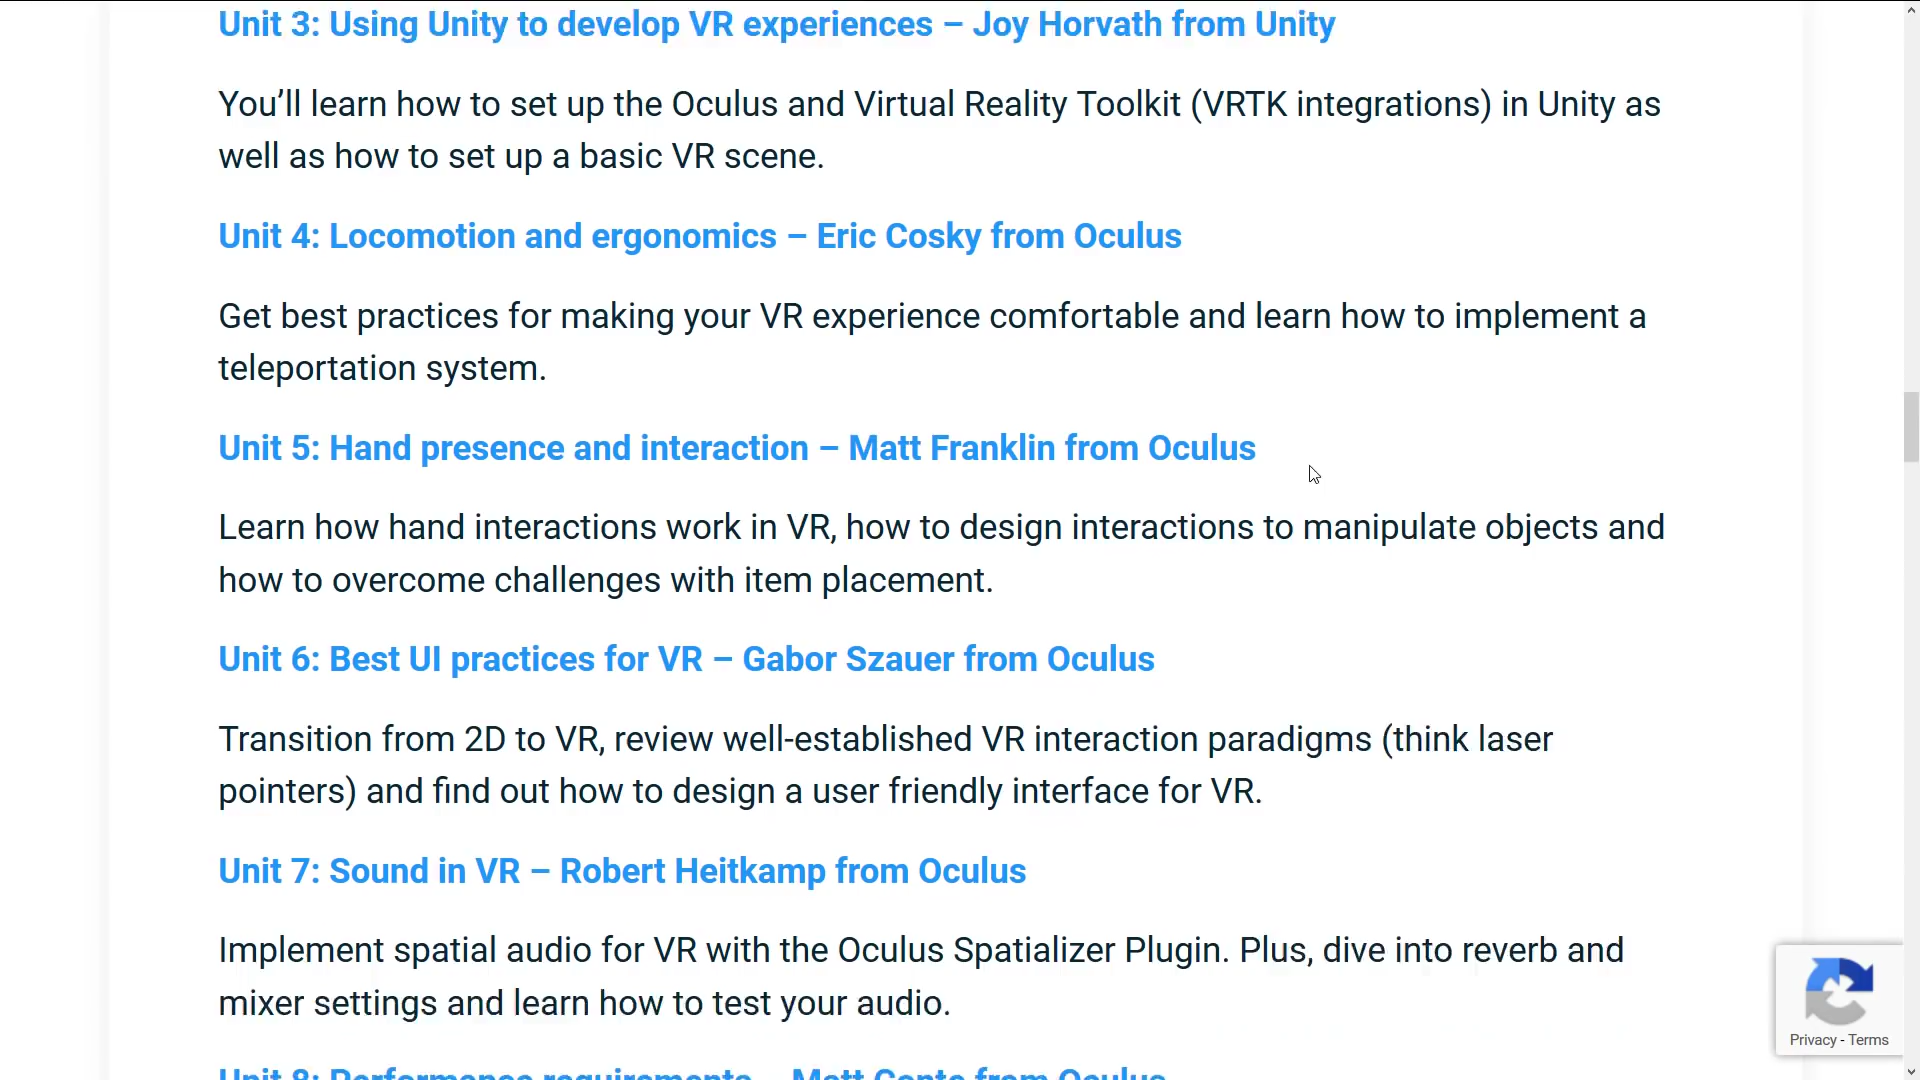 Unit 3: Using Unity to develop VR experiences – Joy Horvath from Unity
You’ll learn how to set up the Oculus and Virtual Reality Toolkit (VRTK integrations) in Unity as
well as how to set up a basic VR scene.
Unit 4: Locomotion and ergonomics – Eric Cosky from Oculus
Get best practices for making your VR experience comfortable and learn how to implement a
teleportation system.
Unit 5: Hand presence and interaction – Matt Franklin from Oculus
Learn how hand interactions work in VR, how to design interactions to manipulate objects and
how to overcome challenges with item placement.
Unit 6: Best UI practices for VR – Gabor Szauer from Oculus
Transition from 2D to VR, review well-established VR interaction paradigms (think laser
pointers) and find out how to design a user friendly interface for VR.
Unit 7: Sound in VR – Robert Heitkamp from Oculus
Implement spatial audio for VR with the Oculus Spatializer Plugin. Plus, dive into reverb and
mixer settings and learn how to test your audio.
Unit 8: Performance requirements – Matt Conte from Oculus
Privacy - Terms